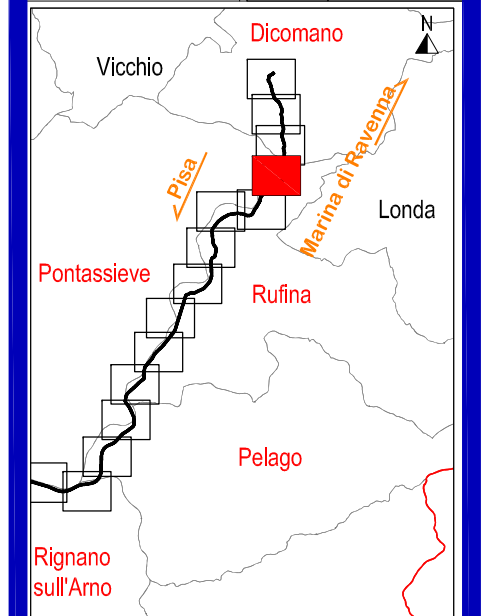 Dicomano
N
Vicchio
Marina di Ravenna
Pisa
Londa
Pontassieve
Rufina
Pelago
Rignano
sull'Arno